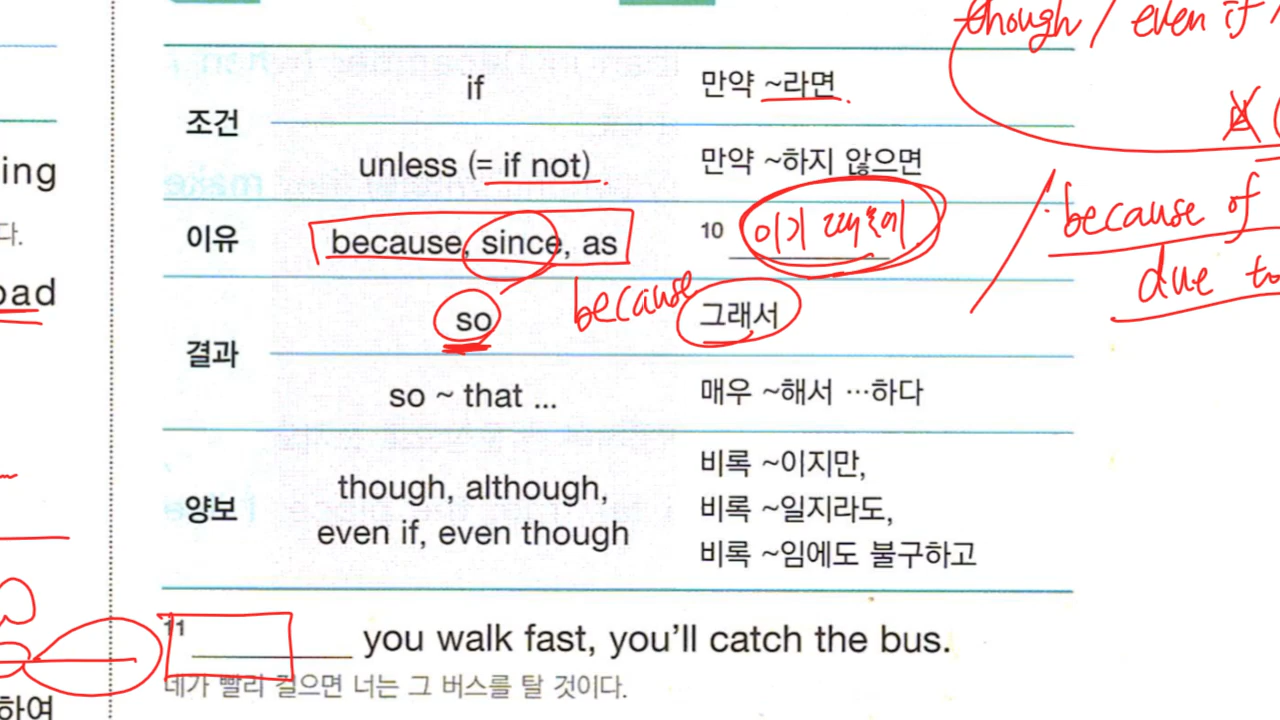 though / even if
조건
if
만약 ~라면
unless (= if not)
만약 ~하지 않으면
이유
because, since, as
10 이기 때문에
because of
due to
결과
so
because
그래서
so ~ that ...
매우 ~해서 …하다
양보
though, although,
even if, even though
비록 ~이지만,
비록 ~일지라도,
비록 ~임에도 불구하고
11 ________ you walk fast, you'll catch the bus.
네가 빨리 걸으면 너는 그 버스를 탈 것이다.
ing
다.
oad
하여